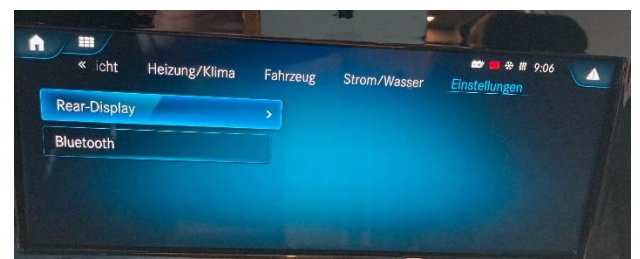 « icht Heizung/Klima Fahrzeug Strom/Wasser Einstellungen 9:06
Rear-Display >
Bluetooth